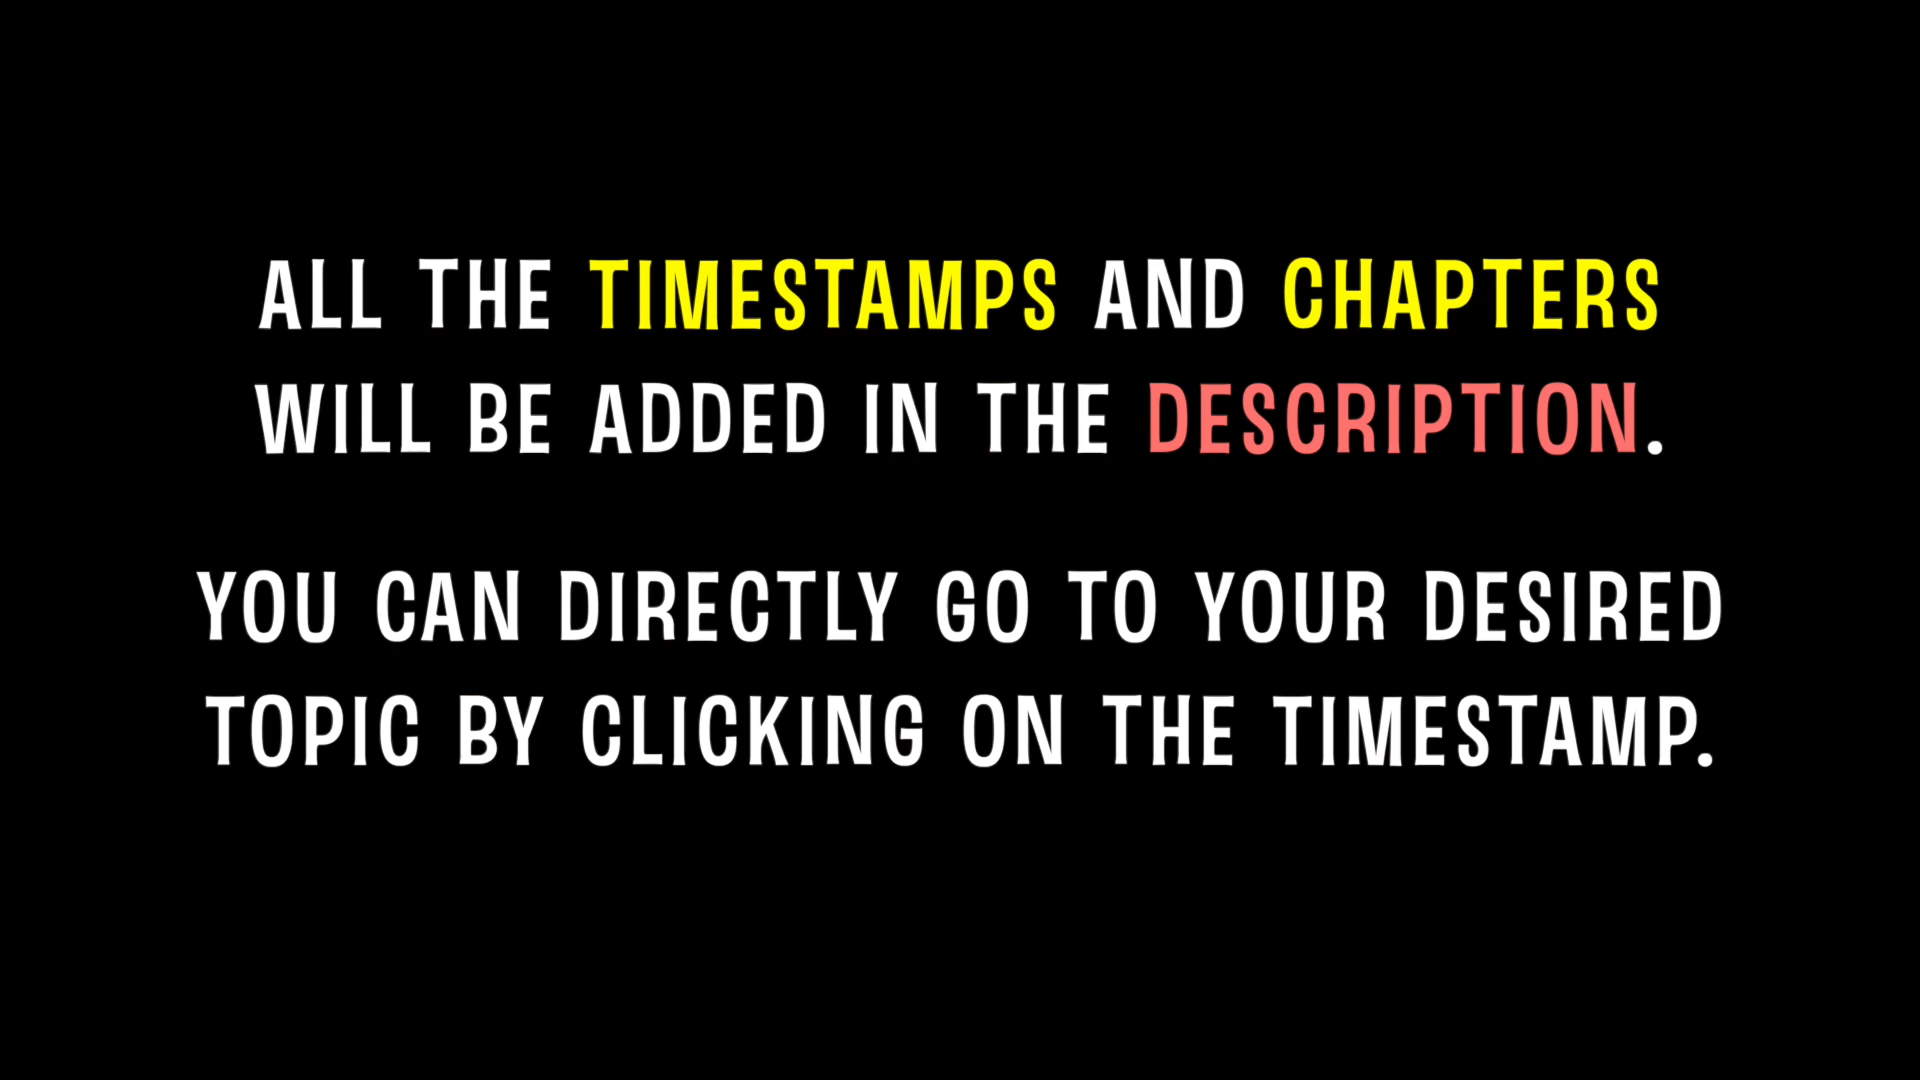 ALL THE TIMESTAMPS AND CHAPTERS
WILL BE ADDED IN THE DESCRIPTION.
YOU CAN DIRECTLY GO TO YOUR DESIRED
TOPIC BY CLICKING ON THE TIMESTAMP.